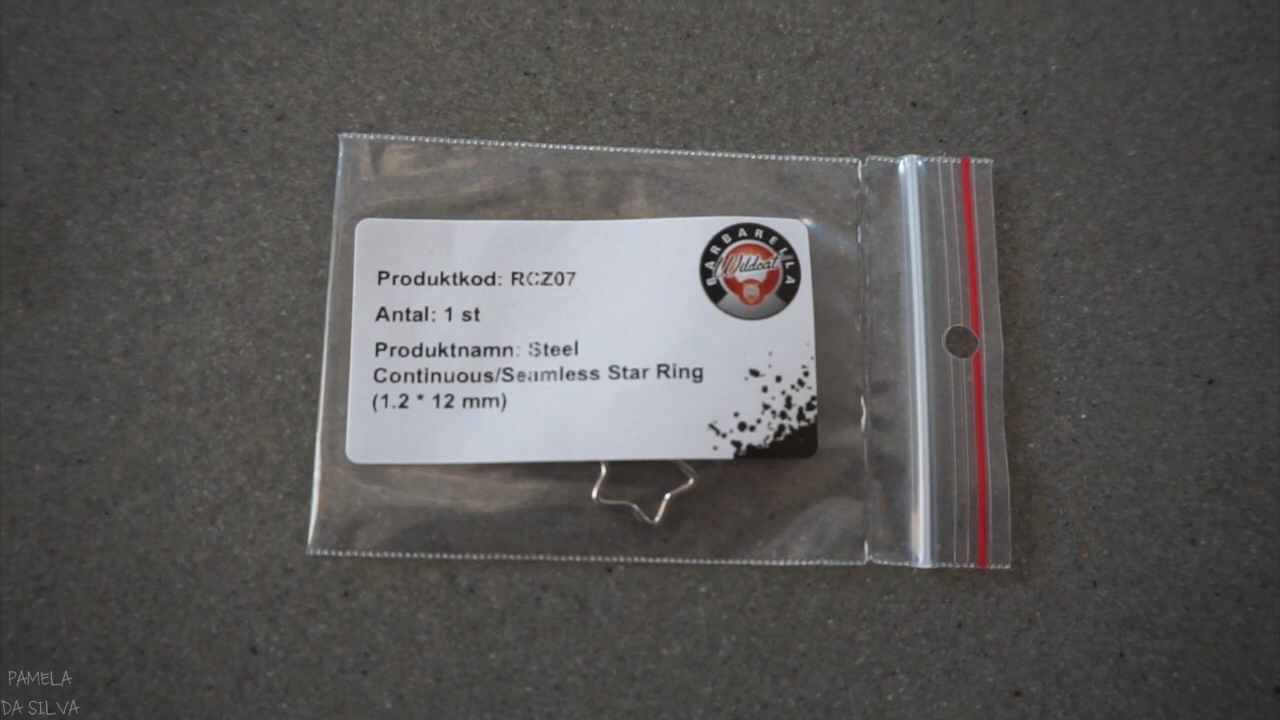 BARBARELLA
Wildcat
Produktkod: RCZ07
Antal: 1 st
Produktnamn: Steel
Continuous/Seamless Star Ring
(1.2 * 12 mm)
PAMELA
DA SILVA